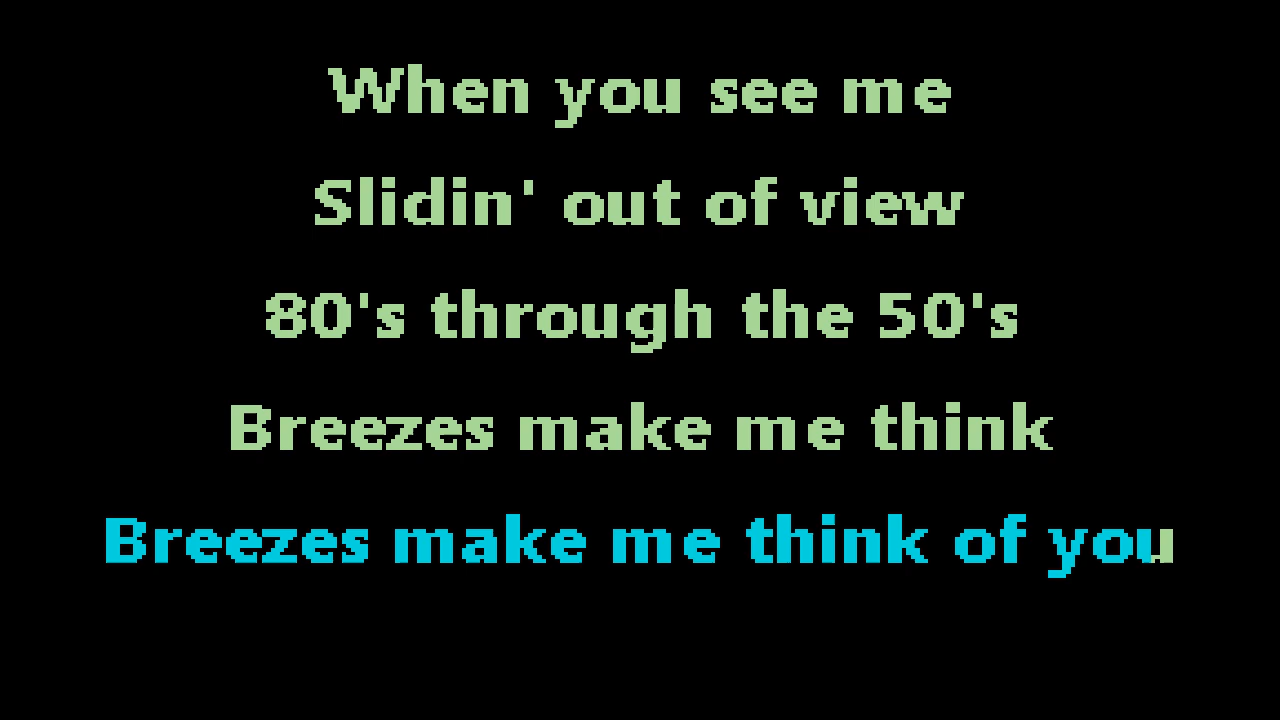 When you see me
Slidin' out of view
80's through the 50's
Breezes make me think
Breezes make me think of you